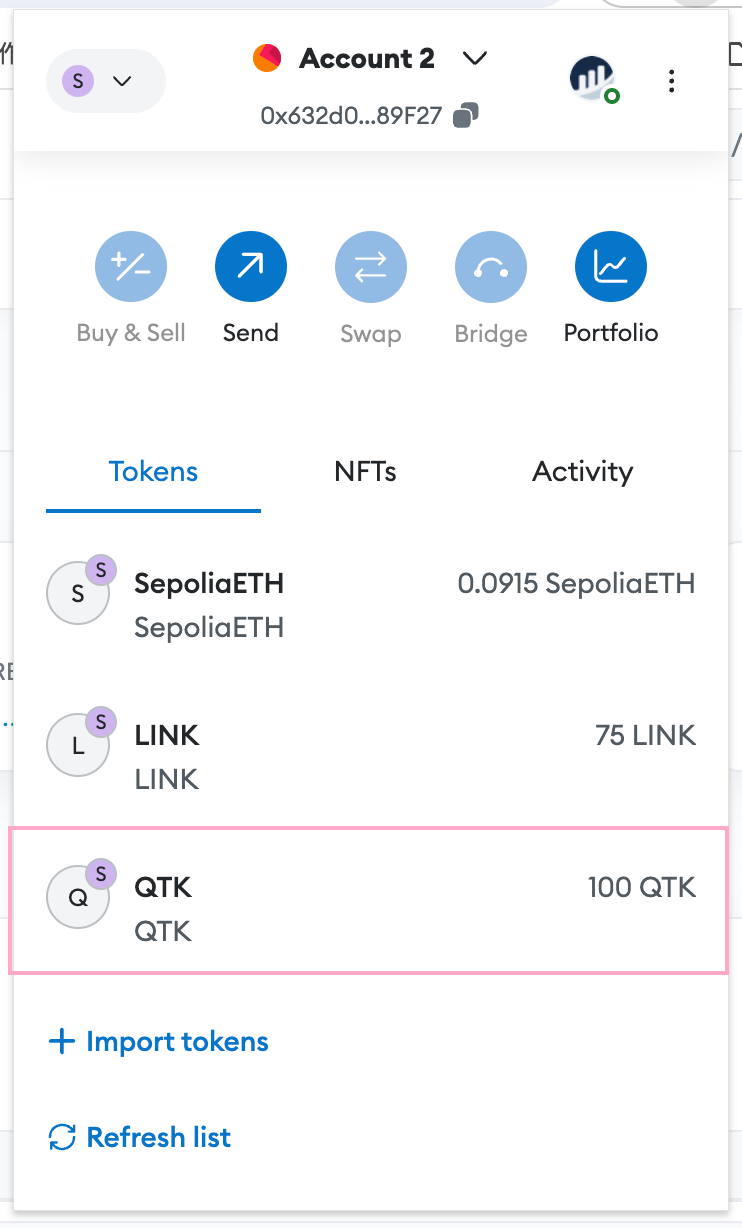 S
Account 2
0x632d0...89F27
Buy & Sell
Send
Swap
Bridge
Portfolio
Tokens
NFTs
Activity
S
S
SepoliaETH
0.0915 SepoliaETH
SepoliaETH
S
L
LINK
75 LINK
LINK
S
Q
QTK
100 QTK
QTK
Import tokens
Refresh list